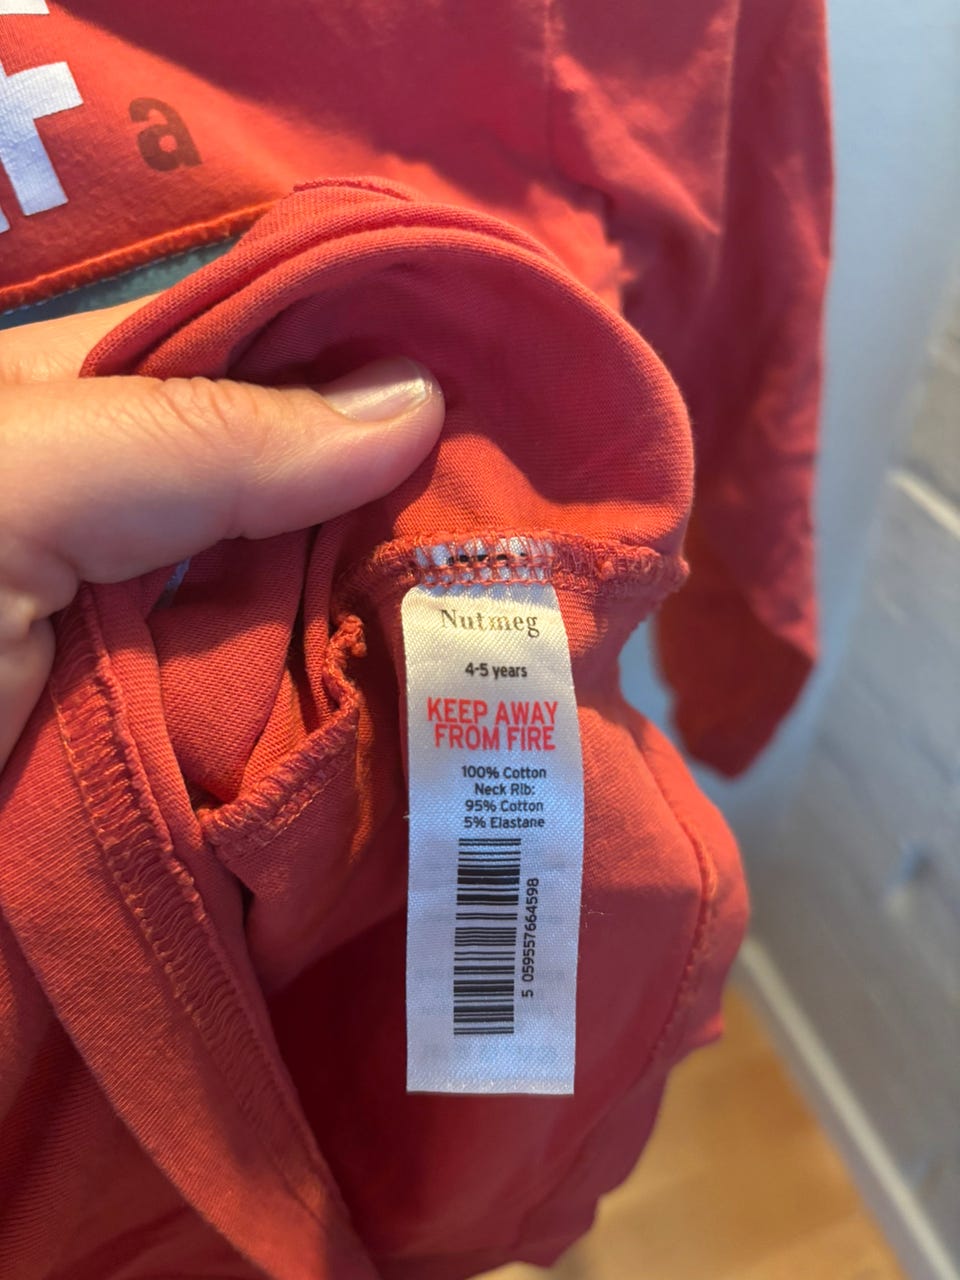 a
Nutmeg
4-5 years
KEEP AWAY
FROM FIRE
100% Cotton
Neck Rib:
95% Cotton
5% Elastane
5 059557664598